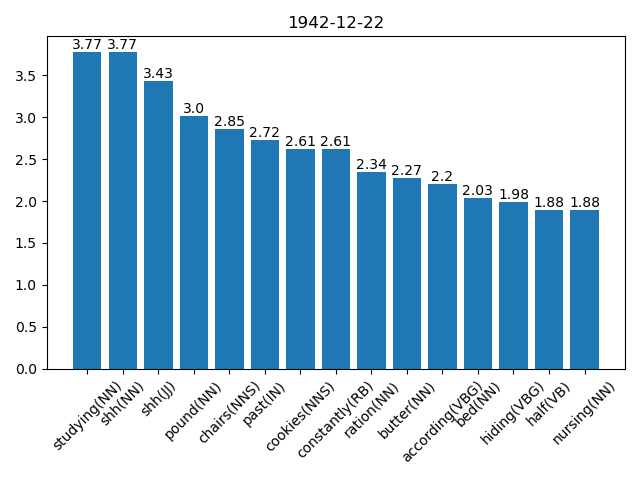 1942-12-22
3.77 3.77
3.43
3.0
2.85
2.72
2.61 2.61
2.34
2.27
2.2
2.03
1.98
1.88 1.88
3.5
3.0
2.5
2.0
1.5
1.0
0.5
0.0
studying(NN)
shh(NN)
shh(JJ)
pound(NN)
chairs(NNS)
past(IN)
cookies(NNS)
constantly(RB)
ration(NN)
butter(NN)
according(VBG)
bed(NN)
hiding(VBG)
half(VB)
nursing(NN)